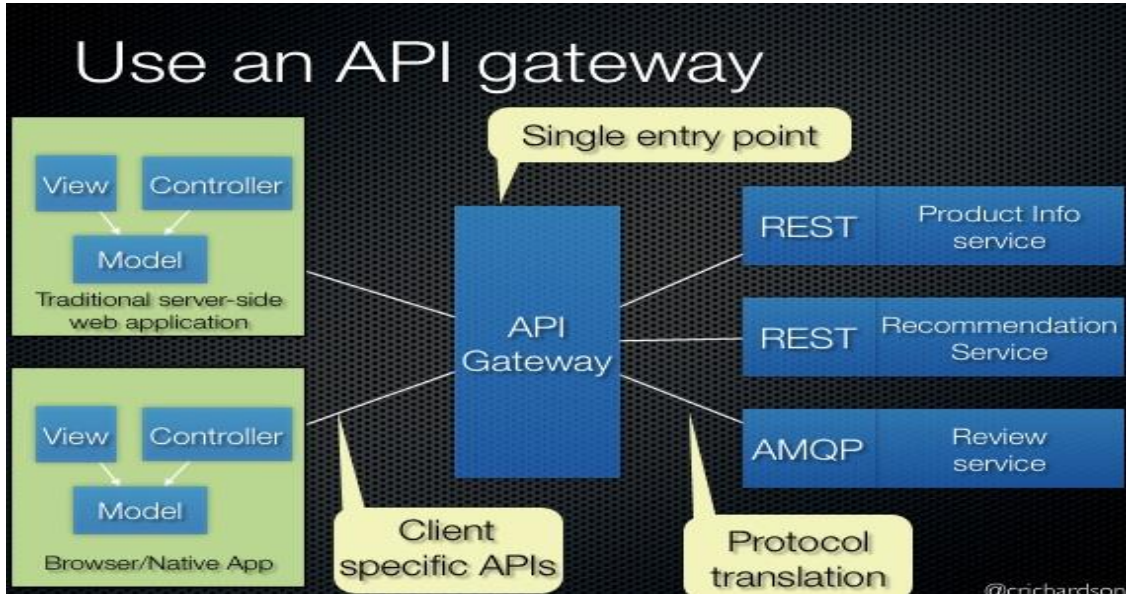 Use an API gateway
Single entry point
View
Controller
Model
Traditional server-side
web application
View
Controller
Model
Browser/Native App
API
Gateway
Client
specific APIs
Protocol
translation
REST
Product Info
service
REST
Recommendation
Service
AMQP
Review
service
@crichardson